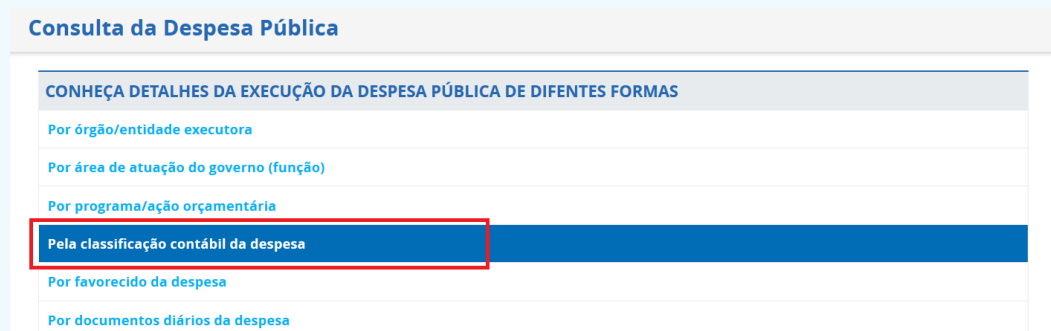 Consulta da Despesa Pública
CONHEÇA DETALHES DA EXECUÇÃO DA DESPESA PÚBLICA DE DIFENTES FORMAS
Por órgão/entidade executora
Por área de atuação do governo (função)
Por programa/ação orçamentária
Pela classificação contábil da despesa
Por favorecido da despesa
Por documentos diários da despesa